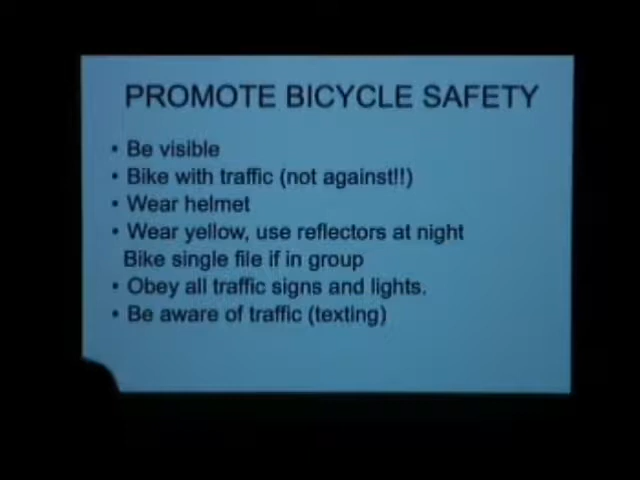 PROMOTE BICYCLE SAFETY
• Be visible
• Bike with traffic (not against!!)
• Wear helmet
• Wear yellow, use reflectors at night
Bike single file if in group
• Obey all traffic signs and lights.
• Be aware of traffic (texting)